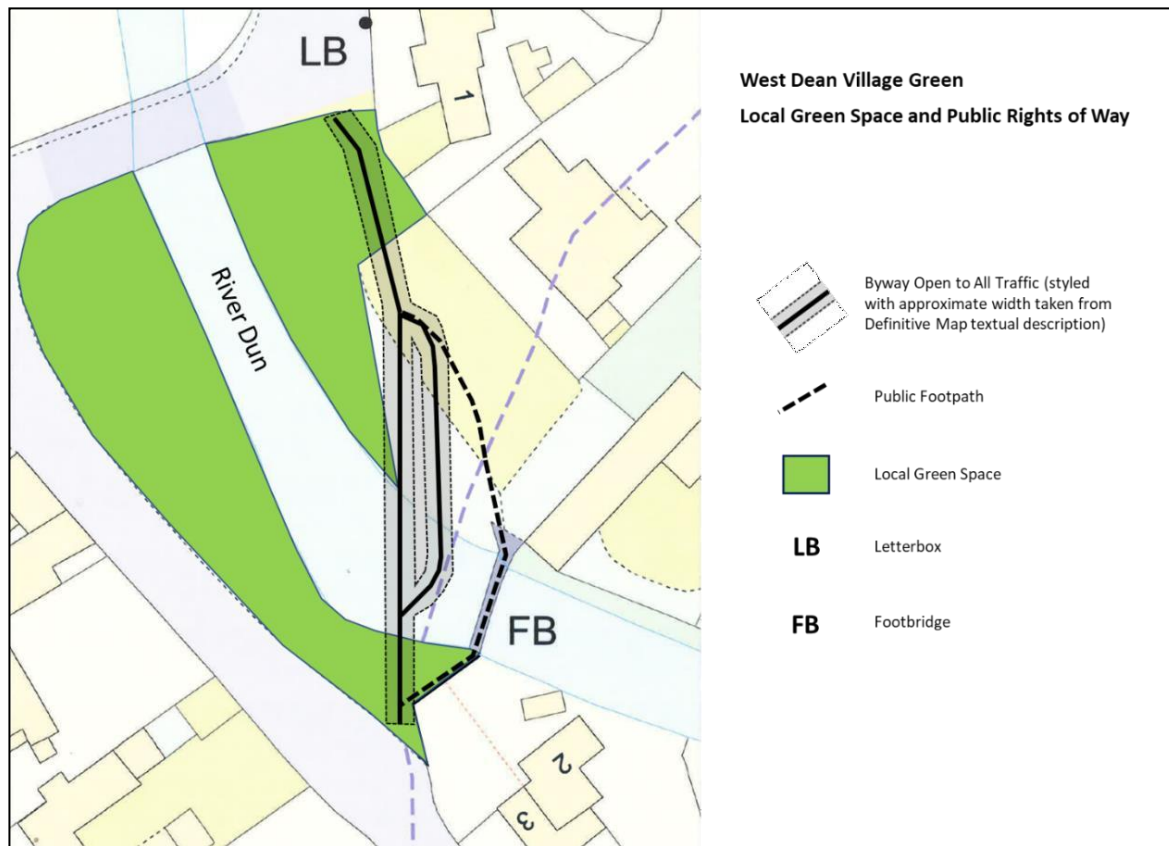 LB
1
River Dun
FB
2
3
West Dean Village Green
Local Green Space and Public Rights of Way
Byway Open to All Traffic (styled
with approximate width taken from
Definitive Map textual description)
Public Footpath
Local Green Space
LB Letterbox
FB Footbridge